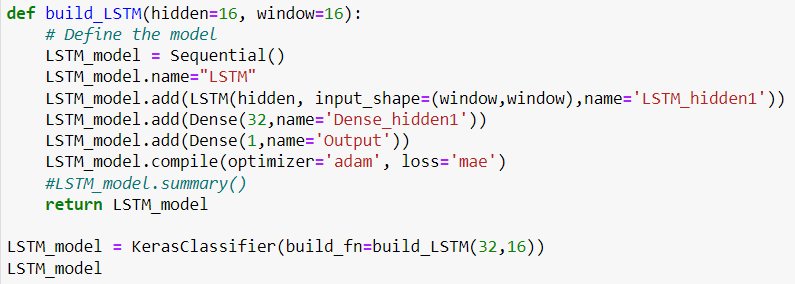 def build_LSTM(hidden=16, window=16):
    # Define the model
    LSTM_model = Sequential()
    LSTM_model.name="LSTM"
    LSTM_model.add(LSTM(hidden, input_shape=(window,window),name='LSTM_hidden1'))
    LSTM_model.add(Dense(32,name='Dense_hidden1'))
    LSTM_model.add(Dense(1,name='Output'))
    LSTM_model.compile(optimizer='adam', loss='mae')
    #LSTM_model.summary()
    return LSTM_model

LSTM_model = KerasClassifier(build_fn=build_LSTM(32,16))
LSTM_model